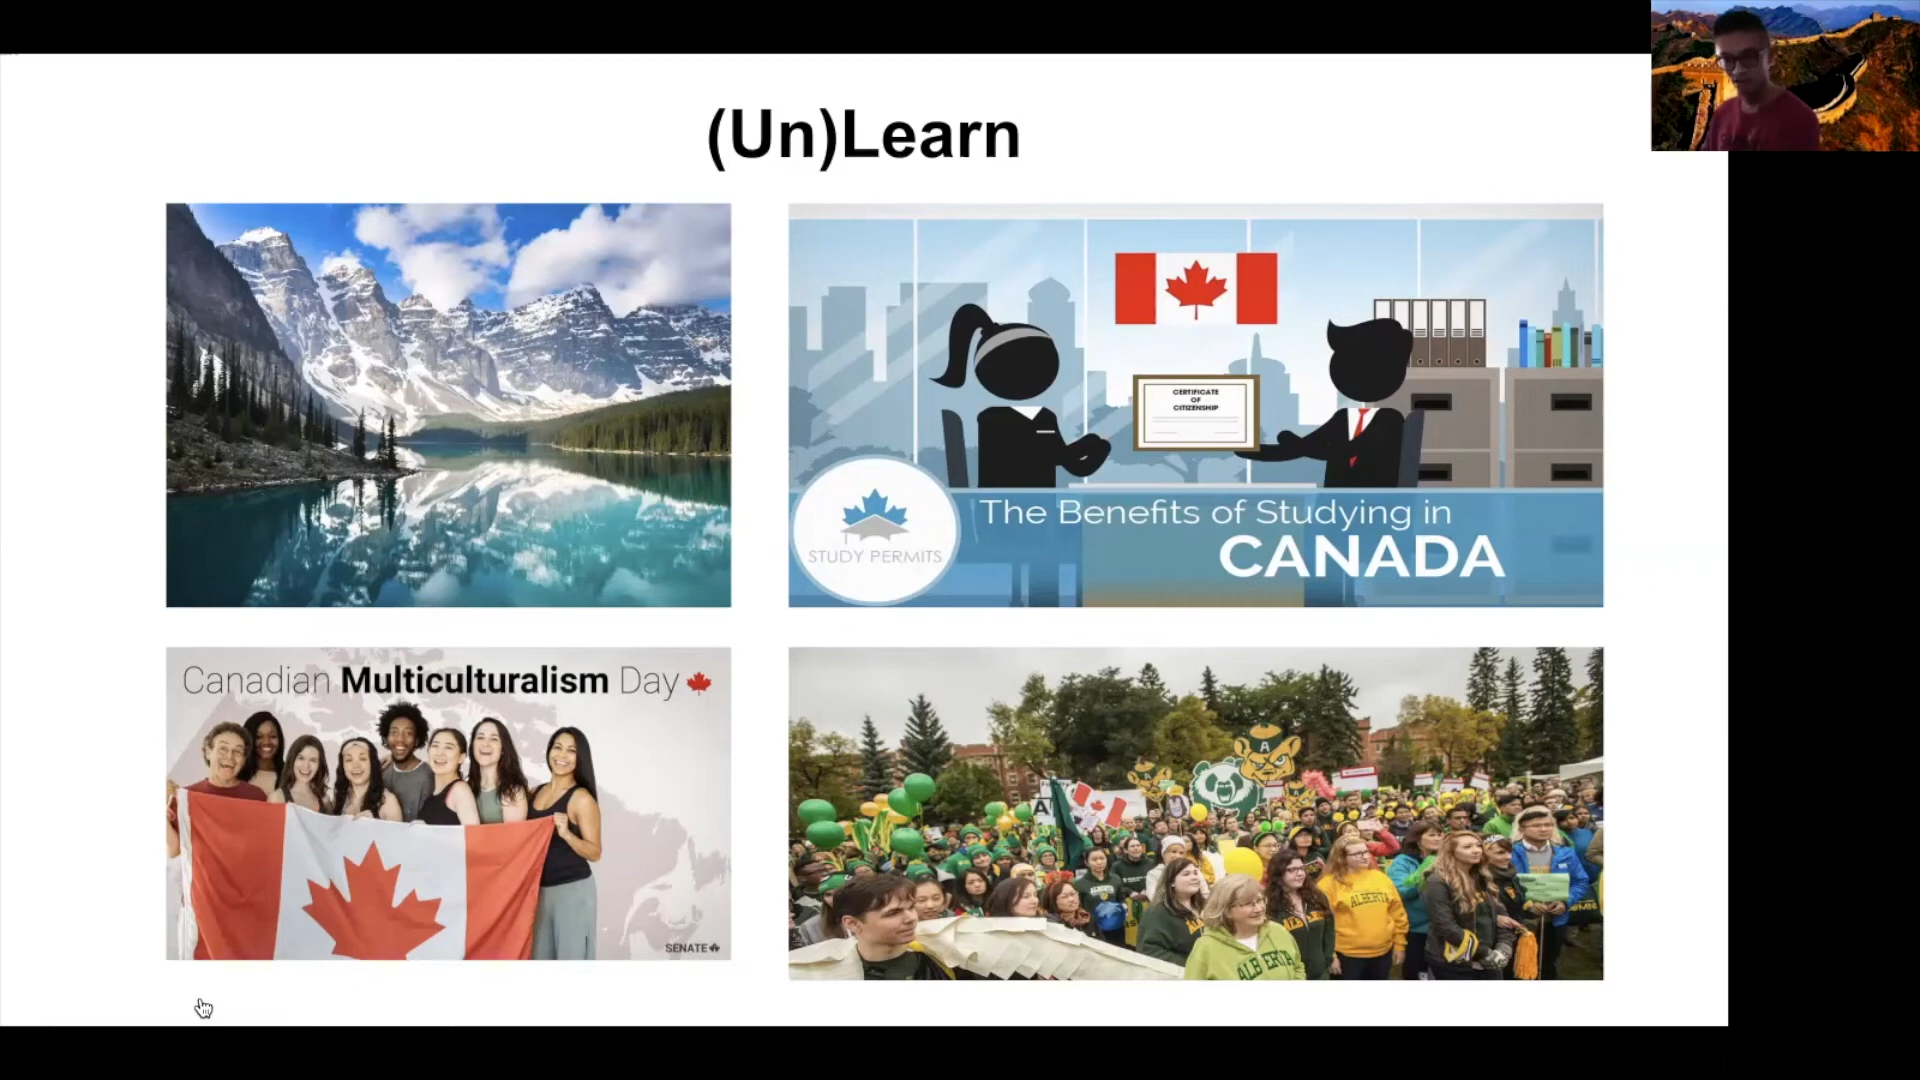 (Un)Learn
CERTIFICATE
OF
CITIZENSHIP
STUDY PERMITS
The Benefits of Studying in
CANADA
Canadian Multiculturalism Day
SENATE
A
A
ALBERTA
ALBERTA
ALBERTA